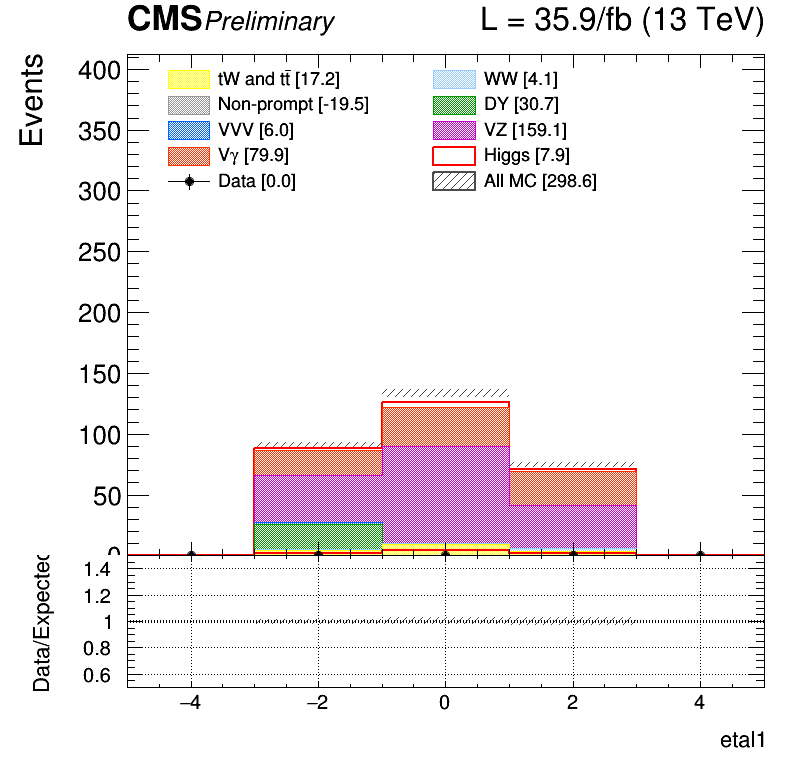 CMS Preliminary L = 35.9/fb (13 TeV)
Events
400
350
300
250
200
150
100
50
0
tW and tt̄ [17.2]
Non-prompt [-19.5]
VVV [6.0]
Vγ [79.9]
Data [0.0]
WW [4.1]
DY [30.7]
VZ [159.1]
Higgs [7.9]
All MC [298.6]
Data/Expected
1.4
1.2
1
0.8
0.6
−4 −2 0 2 4
etal1